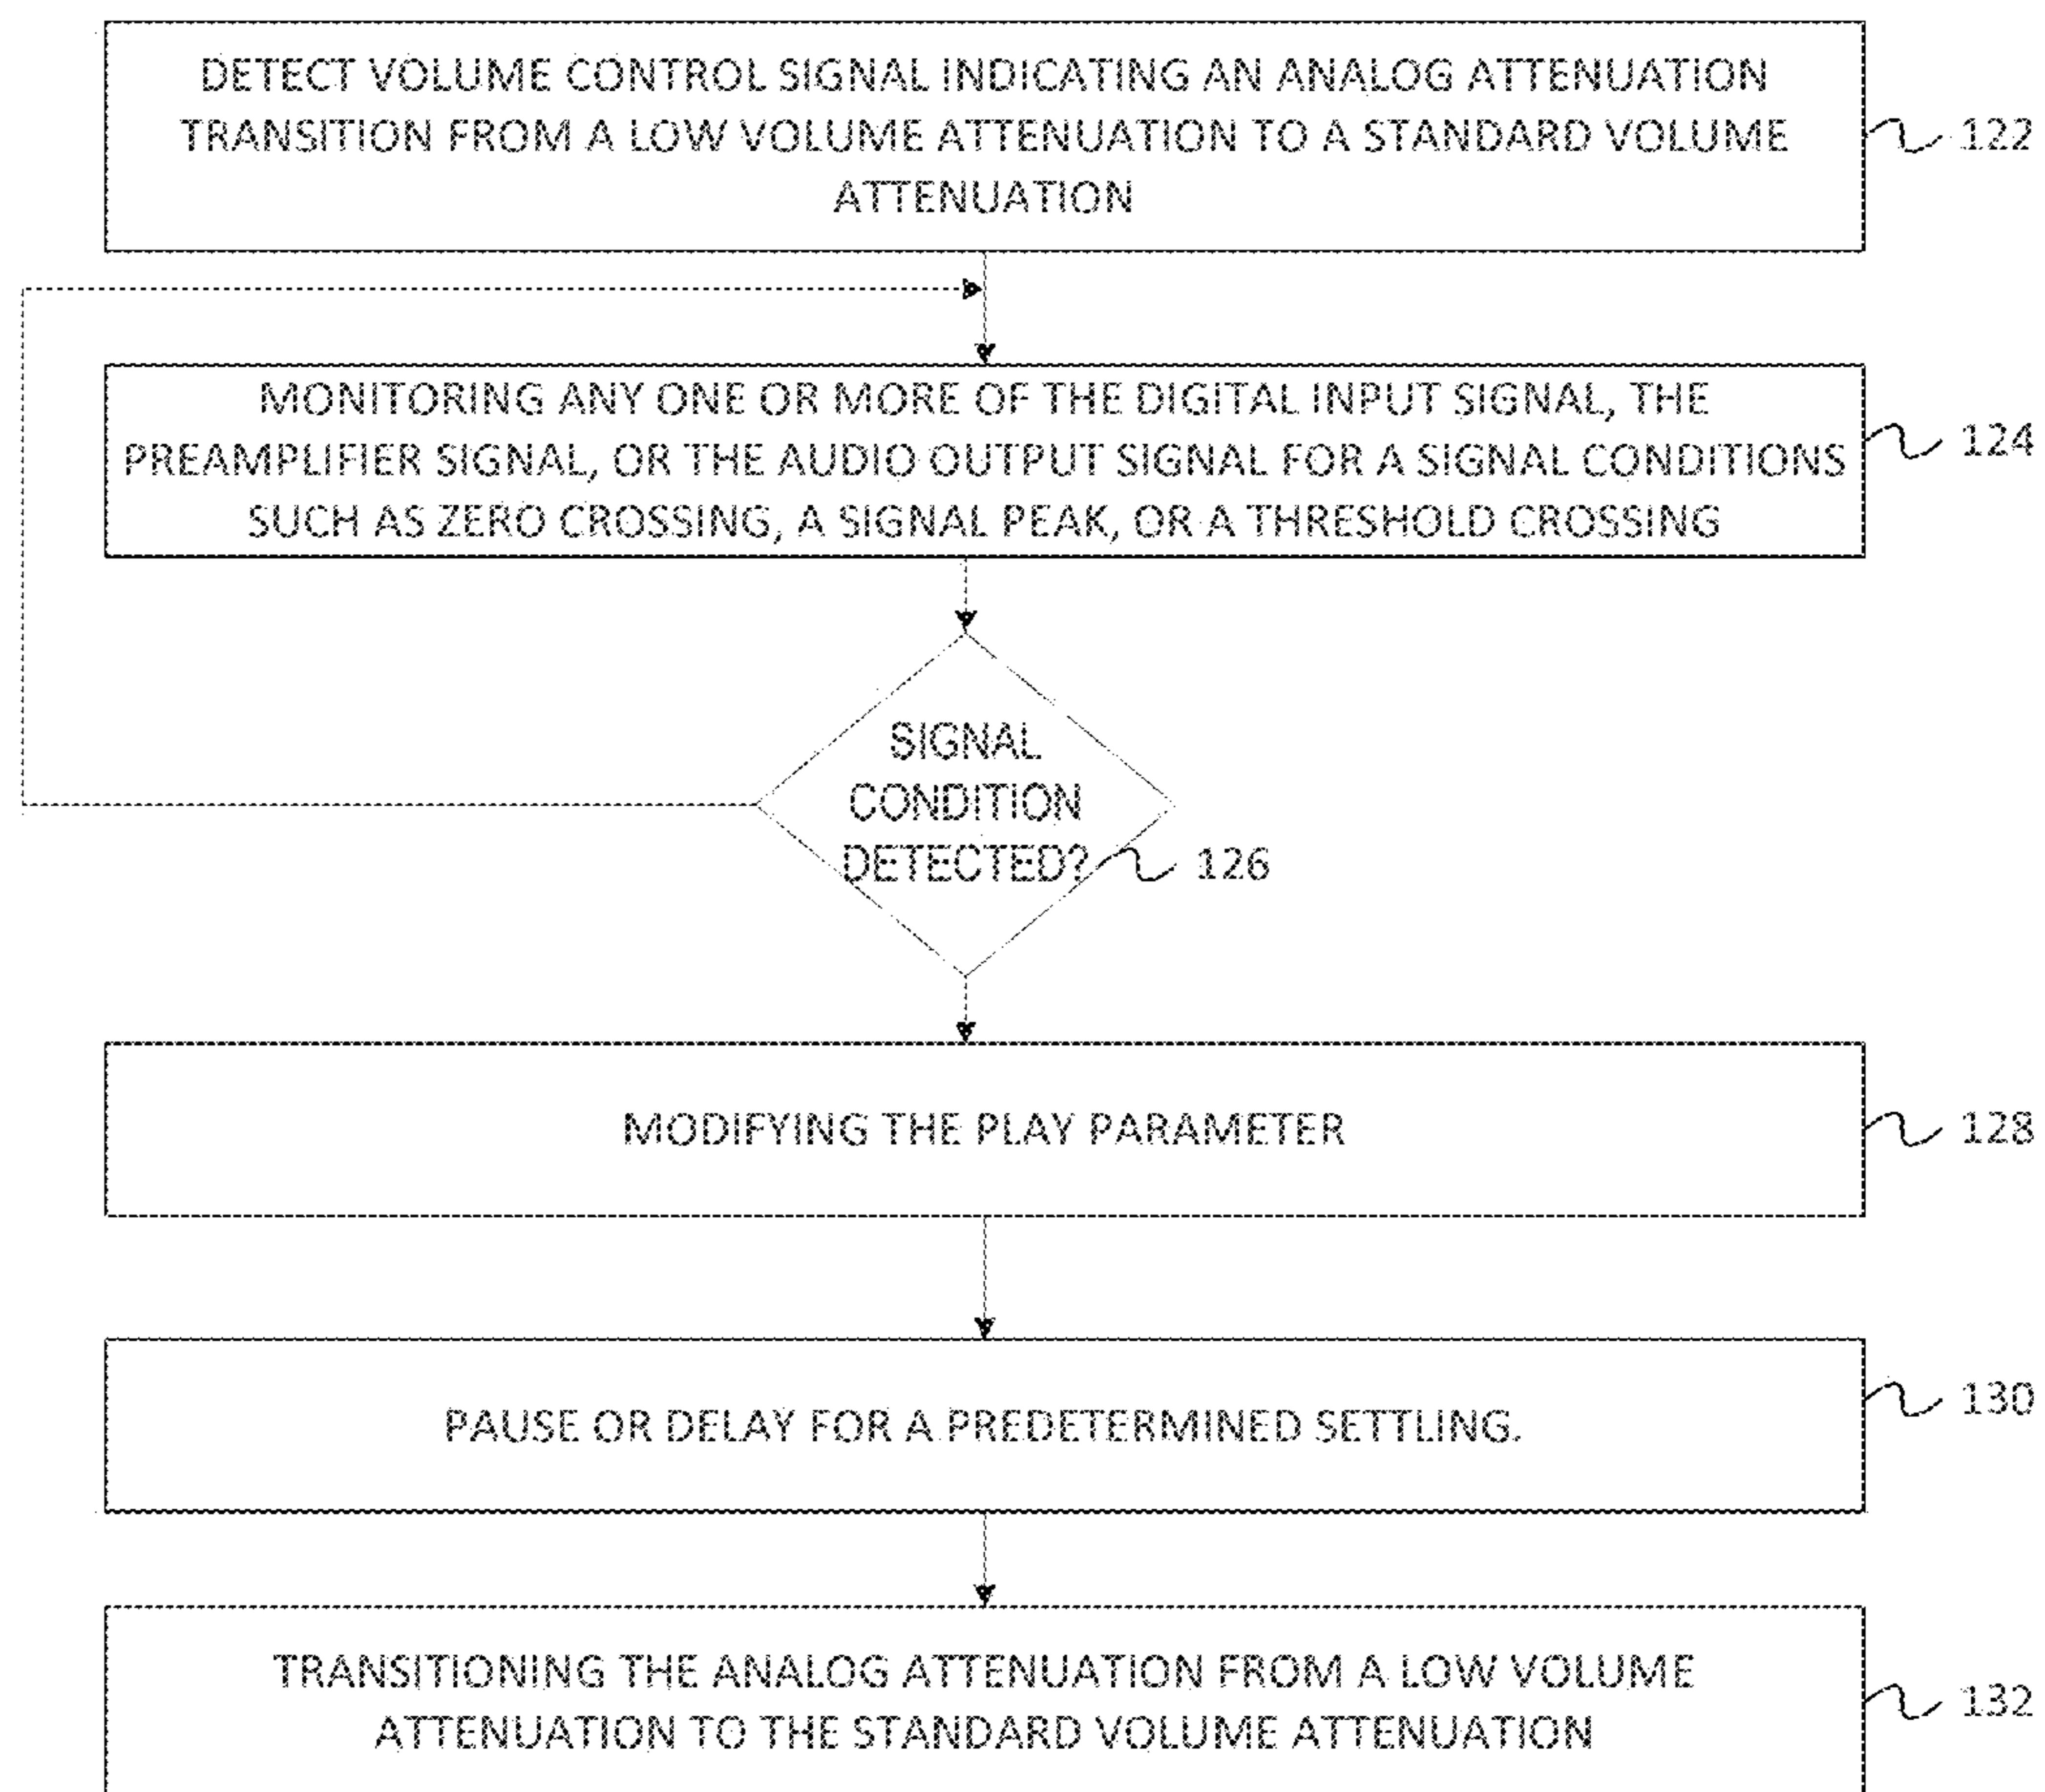 DETECT VOLUME CONTROL SIGNAL INDICATING AN ANALOG ATTENUATION
TRANSITION FROM A LOW VOLUME ATTENUATION TO A STANDARD VOLUME
ATTENUATION
122
MONITORING ANY ONE OR MORE OF THE DIGITAL INPUT SIGNAL, THE
PREAMPLIFIER SIGNAL, OR THE AUDIO OUTPUT SIGNAL FOR A SIGNAL CONDITIONS
SUCH AS ZERO CROSSING, A SIGNAL PEAK, OR A THRESHOLD CROSSING
124
SIGNAL
CONDITION
DETECTED?
126
MODIFYING THE PLAY PARAMETER
128
PAUSE OR DELAY FOR A PREDETERMINED SETTLING.
130
TRANSITIONING THE ANALOG ATTENUATION FROM A LOW VOLUME
ATTENUATION TO THE STANDARD VOLUME ATTENUATION
132